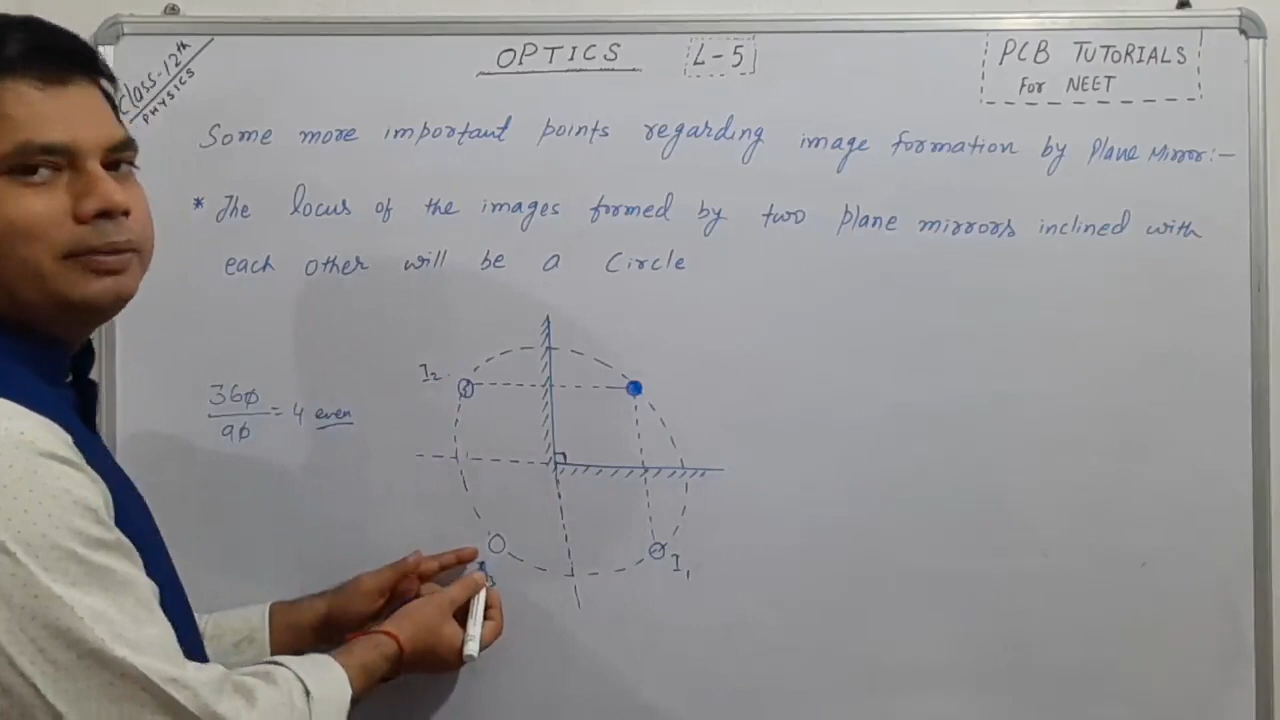 Class-12th
PHYSICS
OPTICS
L-5
PCB TUTORIALS
For NEET
Some more important points regarding image formation by Plane Mirror:-
* The locus of the images formed by two plane mirrors inclined with
each other will be a Circle
I2
360/90 = 4 even
I1